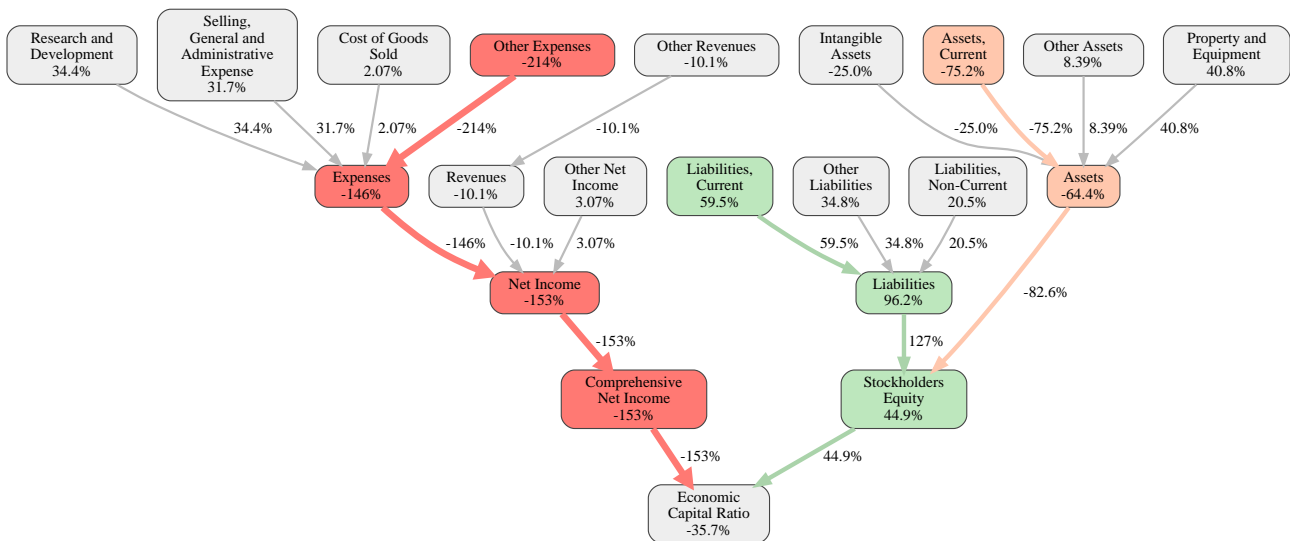 Research and
Development
34.4%
Selling,
General and
Administrative
Expense
31.7%
Cost of Goods
Sold
2.07%
Other Expenses
-214%
Other Revenues
-10.1%
Intangible
Assets
-25.0%
Assets,
Current
-75.2%
Other Assets
8.39%
Property and
Equipment
40.8%
34.4%
31.7%
2.07%
-214%
-10.1%
-25.0%
-75.2%
8.39%
40.8%
Expenses
-146%
Revenues
-10.1%
Other Net
Income
3.07%
Liabilities,
Current
59.5%
Other
Liabilities
34.8%
Liabilities,
Non-Current
20.5%
Assets
-64.4%
-146%
-10.1%
3.07%
59.5%
34.8%
20.5%
-82.6%
Net Income
-153%
Liabilities
96.2%
-153%
127%
Comprehensive
Net Income
-153%
Stockholders
Equity
44.9%
-153%
44.9%
Economic
Capital Ratio
-35.7%